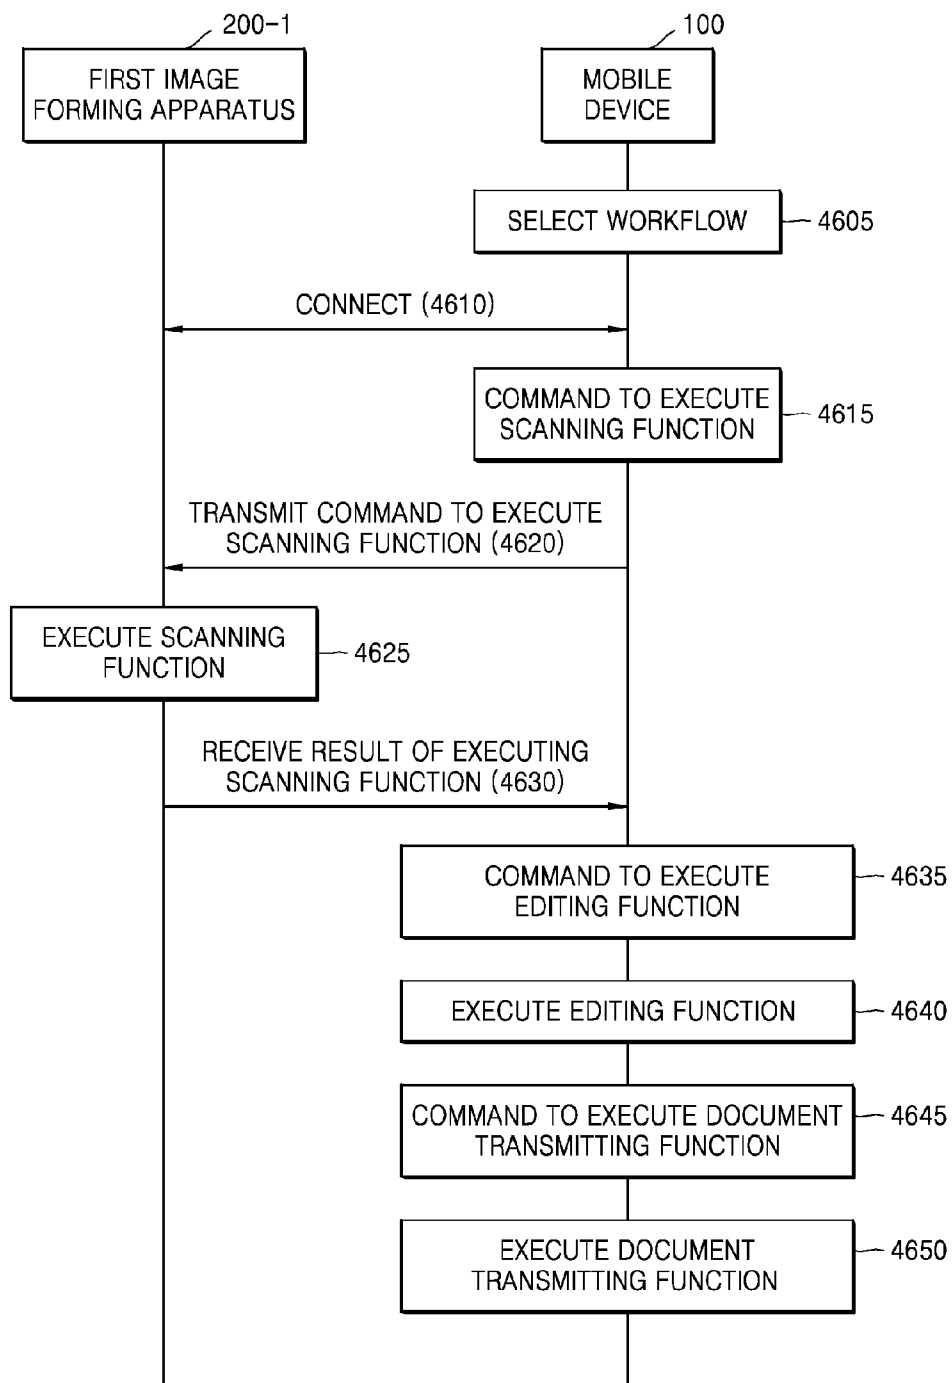 200-1
100
FIRST IMAGE
FORMING APPARATUS
MOBILE
DEVICE
SELECT WORKFLOW
4605
CONNECT (4610)
COMMAND TO EXECUTE
SCANNING FUNCTION
4615
TRANSMIT COMMAND TO EXECUTE
SCANNING FUNCTION (4620)
EXECUTE SCANNING
FUNCTION
4625
RECEIVE RESULT OF EXECUTING
SCANNING FUNCTION (4630)
COMMAND TO EXECUTE
EDITING FUNCTION
4635
EXECUTE EDITING FUNCTION
4640
COMMAND TO EXECUTE DOCUMENT
TRANSMITTING FUNCTION
4645
EXECUTE DOCUMENT
TRANSMITTING FUNCTION
4650